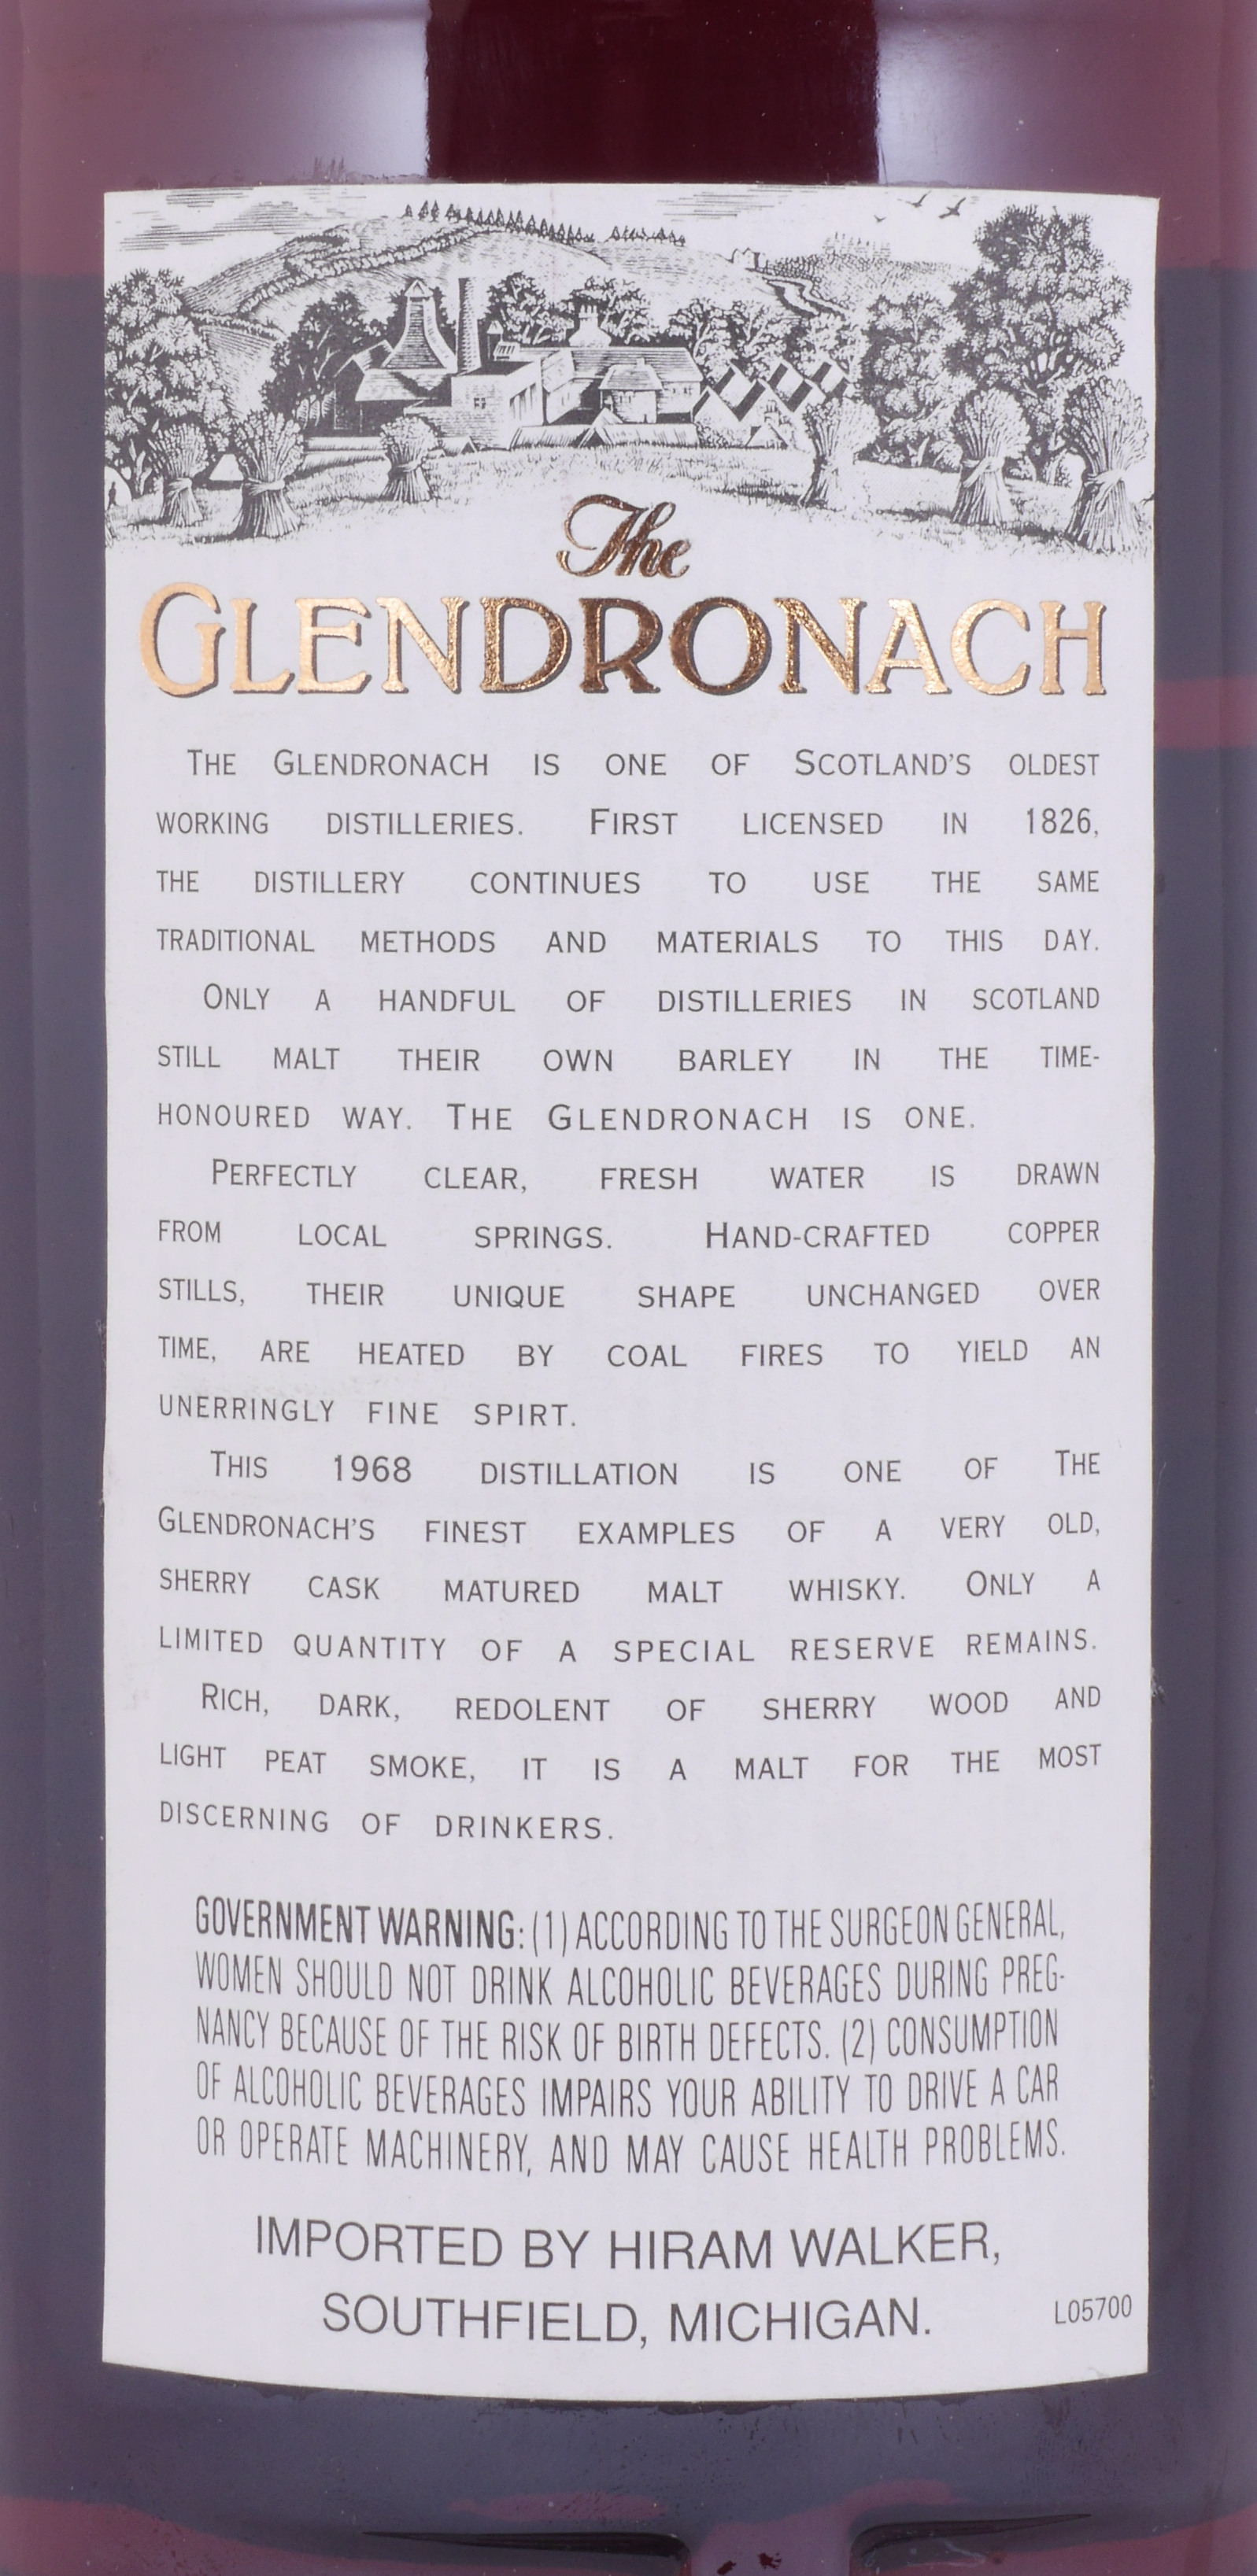 The
GLENDRONACH
THE GLENDRONACH IS ONE OF SCOTLAND'S OLDEST
WORKING DISTILLERIES. FIRST LICENSED IN 1826,
THE DISTILLERY CONTINUES TO USE THE SAME
TRADITIONAL METHODS AND MATERIALS TO THIS DAY.
ONLY A HANDFUL OF DISTILLERIES IN SCOTLAND
STILL MALT THEIR OWN BARLEY IN THE TIME-
HONOURED WAY. THE GLENDRONACH IS ONE.
PERFECTLY CLEAR, FRESH WATER IS DRAWN
FROM LOCAL SPRINGS. HAND-CRAFTED COPPER
STILLS, THEIR UNIQUE SHAPE UNCHANGED OVER
TIME, ARE HEATED BY COAL FIRES TO YIELD AN
UNERRINGLY FINE SPIRT.
THIS 1968 DISTILLATION IS ONE OF THE
GLENDRONACH'S FINEST EXAMPLES OF A VERY OLD,
SHERRY CASK MATURED MALT WHISKY. ONLY A
LIMITED QUANTITY OF A SPECIAL RESERVE REMAINS.
RICH, DARK, REDOLENT OF SHERRY WOOD AND
LIGHT PEAT SMOKE, IT IS A MALT FOR THE MOST
DISCERNING OF DRINKERS.
GOVERNMENT WARNING: (1) ACCORDING TO THE SURGEON GENERAL,
WOMEN SHOULD NOT DRINK ALCOHOLIC BEVERAGES DURING PREG-
NANCY BECAUSE OF THE RISK OF BIRTH DEFECTS. (2) CONSUMPTION
OF ALCOHOLIC BEVERAGES IMPAIRS YOUR ABILITY TO DRIVE A CAR
OR OPERATE MACHINERY, AND MAY CAUSE HEALTH PROBLEMS.
IMPORTED BY HIRAM WALKER,
SOUTHFIELD, MICHIGAN.
L05700